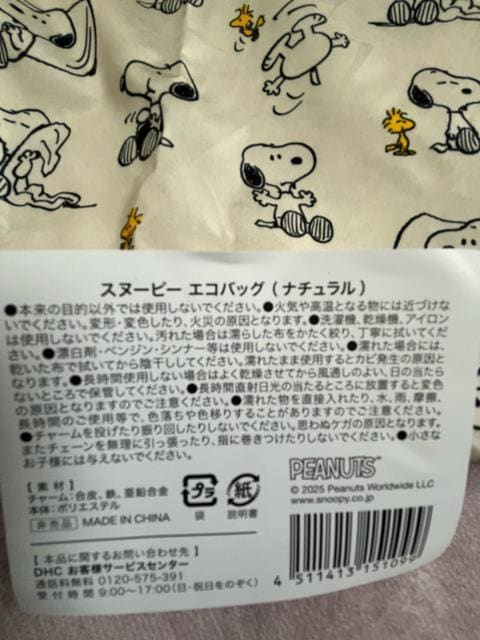 スヌーピー エコバッグ (ナチュラル)
●本来の目的以外では使用しないでください。●火気や高温となる物には近づけな
いでください。変形・変色したり、火災の原因となります。●洗濯機、乾燥機、アイロン
は使用しないでください。汚れた場合は濡らした布をかたく絞り、丁寧に拭いてくだ
さい。●漂白剤・ベンジン・シンナー等は使用しないでください。●濡れた場合には、
乾いた布で拭いてから陰干ししてください。濡れたまま使用するとカビ発生の原因と
なります。●長時間使用しない場合はよく乾燥させてから風通しのよい、日の当たら
ないところで保管してください。●長時間直射日光の当たるところに放置すると変色
の原因となりますのでご注意ください。●濡れた物を直接入れたり、水、雨、摩擦、
長時間のご使用等で、色落ちや色移りすることがありますのでご注意ください。
●チャームを投げたり振り回したりしないでください。思わぬケガの原因となります。
またチェーンを無理に引っ張ったり、指に巻きつけたりしないでください。●小さな
お子様には与えないでください。
【素材】
チャーム：合皮、鉄、亜鉛合金
本体：ポリエステル
非売品 MADE IN CHINA
プラ
袋
紙
説明書
PEANUTS
© 2025 Peanuts Worldwide LLC
www.snoopy.co.jp
【本品に関するお問い合わせ先】
DHC お客様サービスセンター
通話料無料 0120-575-391
受付時間 9:00～17:00(日・祝日をのぞく)
4 511413 151099